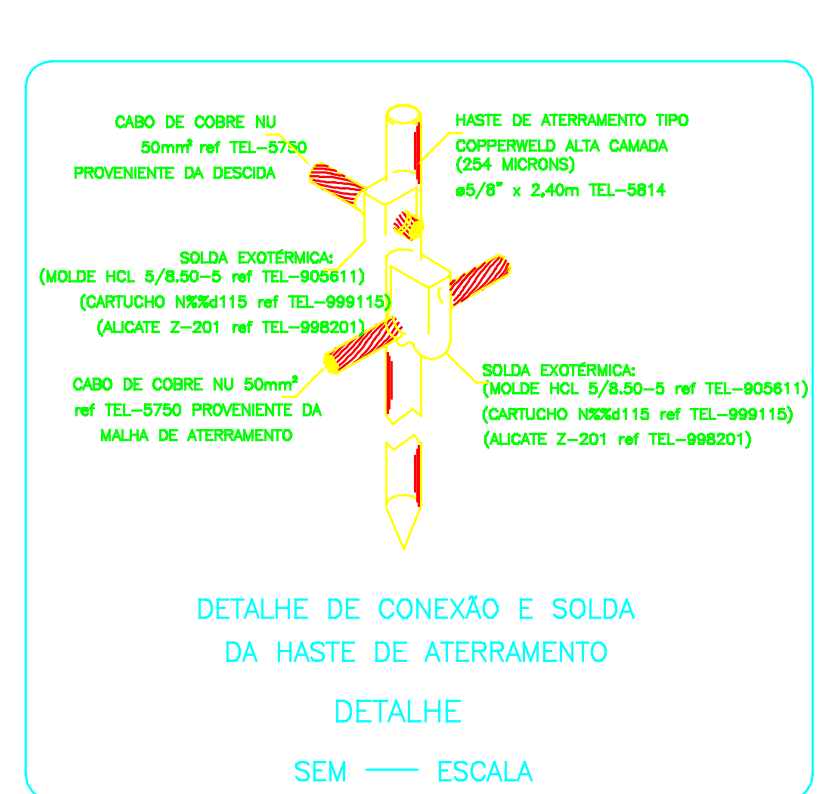 CABO DE COBRE NU
50mm² ref TEL-5750
PROVENIENTE DA DESCIDA
HASTE DE ATERRAMENTO TIPO
COPPERWELD ALTA CAMADA
(254 MICRONS)
ø5/8" x 2,40m TEL-5814
SOLDA EXOTÉRMICA:
(MOLDE HCL 5/8.50-5 ref TEL-905611)
(CARTUCHO N%%d115 ref TEL-999115)
(ALICATE Z-201 ref TEL-998201)
CABO DE COBRE NU 50mm²
ref TEL-5750 PROVENIENTE DA
MALHA DE ATERRAMENTO
SOLDA EXOTÉRMICA:
(MOLDE HCL 5/8.50-5 ref TEL-905611)
(CARTUCHO N%%d115 ref TEL-999115)
(ALICATE Z-201 ref TEL-998201)
DETALHE DE CONEXÃO E SOLDA
DA HASTE DE ATERRAMENTO
DETALHE
SEM — ESCALA